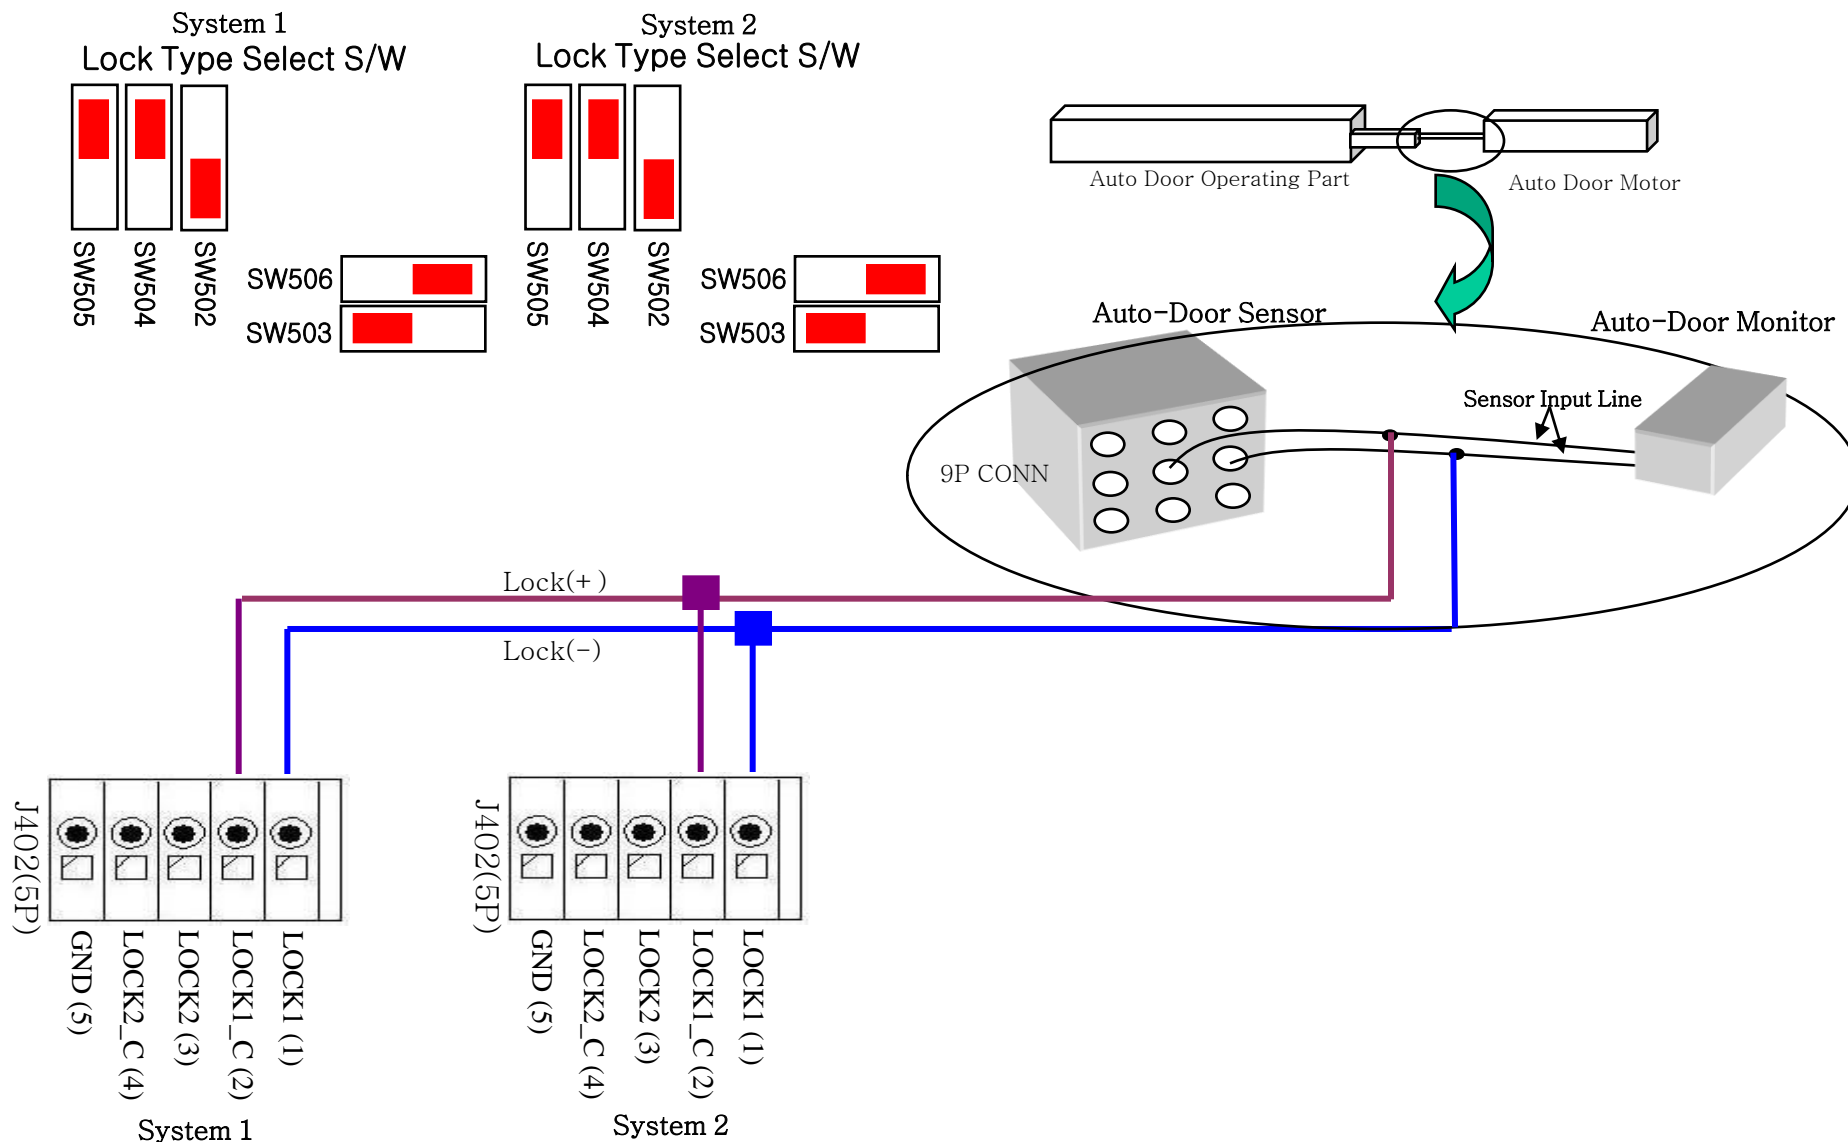 System 1
Lock Type Select S/W
SW505
SW504
SW502
SW506
SW503
System 2
Lock Type Select S/W
SW505
SW504
SW502
SW506
SW503
Auto Door Operating Part
Auto Door Motor
Auto-Door Sensor
Auto-Door Monitor
Sensor Input Line
9P CONN
Lock(+)
Lock(-)
J402(5P)
GND (5)
LOCK2_C (4)
LOCK2 (3)
LOCK1_C (2)
LOCK1 (1)
System 1
J402(5P)
GND (5)
LOCK2_C (4)
LOCK2 (3)
LOCK1_C (2)
LOCK1 (1)
System 2